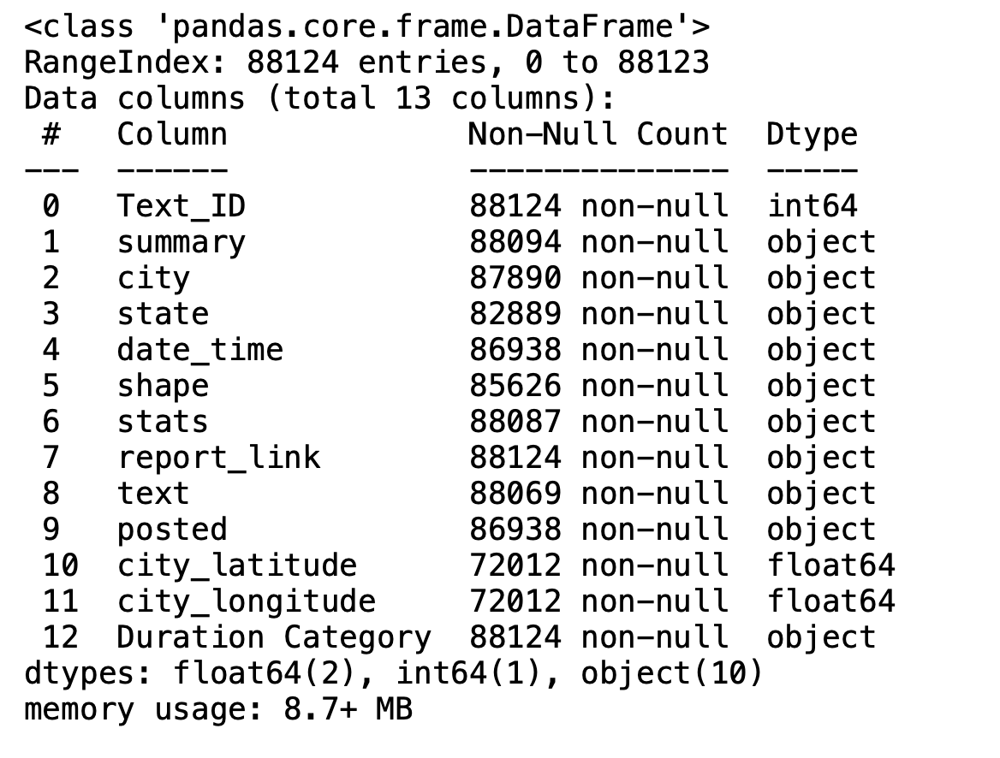 <class 'pandas.core.frame.DataFrame'>
RangeIndex: 88124 entries, 0 to 88123
Data columns (total 13 columns):
 #   Column             Non-Null Count  Dtype
---  ------             --------------  -----
 0   Text_ID            88124 non-null  int64
 1   summary            88094 non-null  object
 2   city               87890 non-null  object
 3   state              82889 non-null  object
 4   date_time          86938 non-null  object
 5   shape              85626 non-null  object
 6   stats              88087 non-null  object
 7   report_link        88124 non-null  object
 8   text               88069 non-null  object
 9   posted             86938 non-null  object
 10  city_latitude      72012 non-null  float64
 11  city_longitude     72012 non-null  float64
 12  Duration Category  88124 non-null  object
dtypes: float64(2), int64(1), object(10)
memory usage: 8.7+ MB